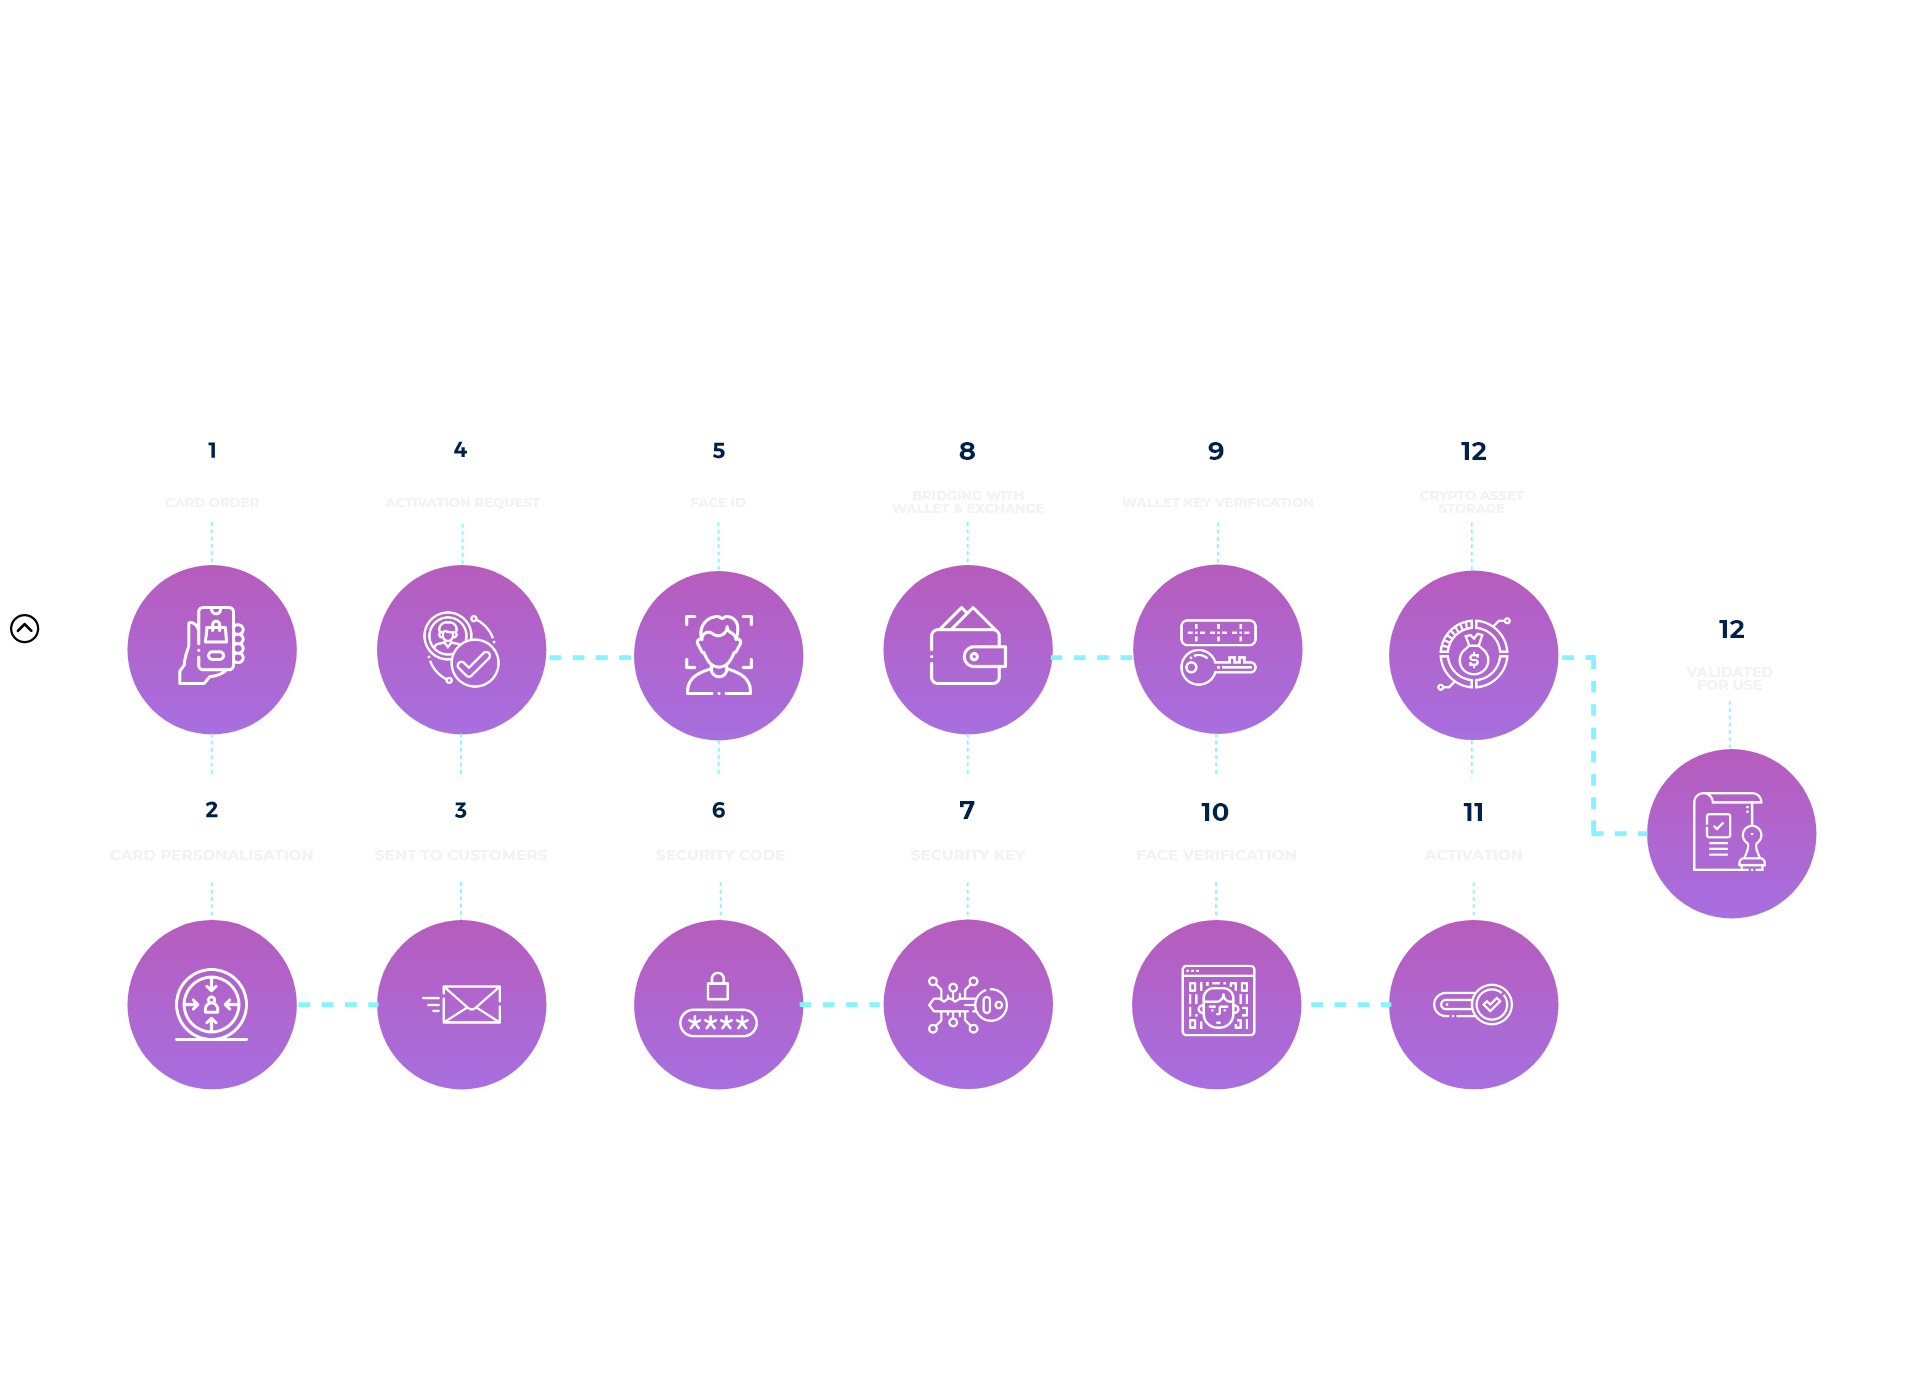 1
CARD ORDER
4
ACTIVATION REQUEST
5
FACE ID
8
BRIDGING WITH
WALLET & EXCHANGE
9
WALLET KEY VERIFICATION
12
CRYPTO ASSET
STORAGE
12
VALIDATED
FOR USE
2
CARD PERSONALISATION
3
SENT TO CUSTOMERS
6
SECURITY CODE
7
SECURITY KEY
10
FACE VERIFICATION
11
ACTIVATION